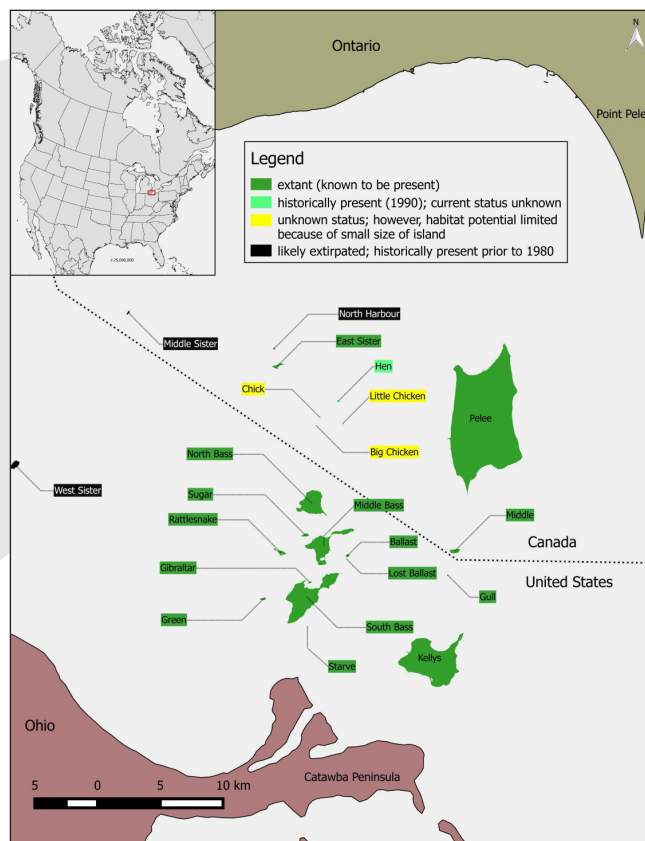 Ontario
N
Point Pele
Legend
extant (known to be present)
historically present (1990); current status unknown
unknown status; however, habitat potential limited
because of small size of island
likely extirpated; historically present prior to 1980
1:75,000,000
North Harbour
Middle Sister
East Sister
Hen
Chick
Little Chicken
Pelee
Big Chicken
North Bass
West Sister
Sugar
Middle Bass
Rattlesnake
Middle
Ballast
Canada
Gibraltar
Lost Ballast
United States
Gull
Green
South Bass
Kellys
Starve
Ohio
Catawba Peninsula
5 0 5 10 km